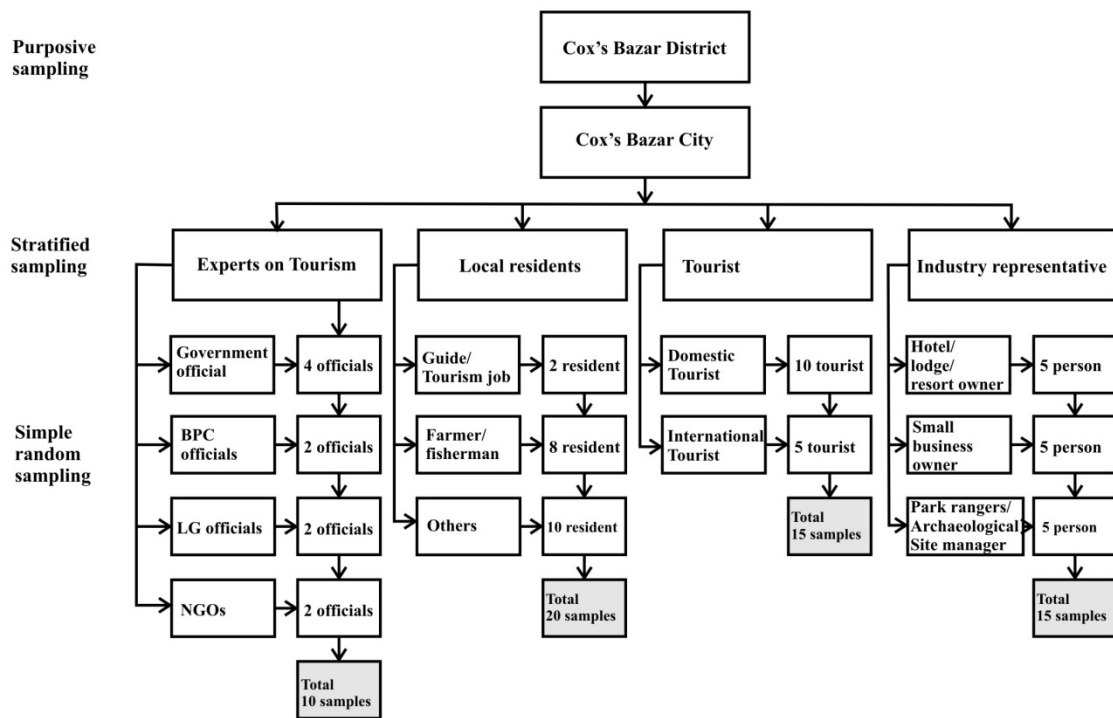 Purposive
sampling
Cox's Bazar District
Cox's Bazar City
Stratified
sampling
Experts on Tourism
Local residents
Tourist
Industry representative
Simple
random
sampling
Government
official
4 officials
BPC
officials
2 officials
LG officials
2 officials
NGOs
2 officials
Total
10 samples
Guide/
Tourism job
2 resident
Farmer/
fisherman
8 resident
Others
10 resident
Total
20 samples
Domestic
Tourist
10 tourist
International
Tourist
5 tourist
Total
15 samples
Hotel/
lodge/
resort owner
5 person
Small
business
owner
5 person
Park rangers/
Archaeological
Site manager
5 person
Total
15 samples